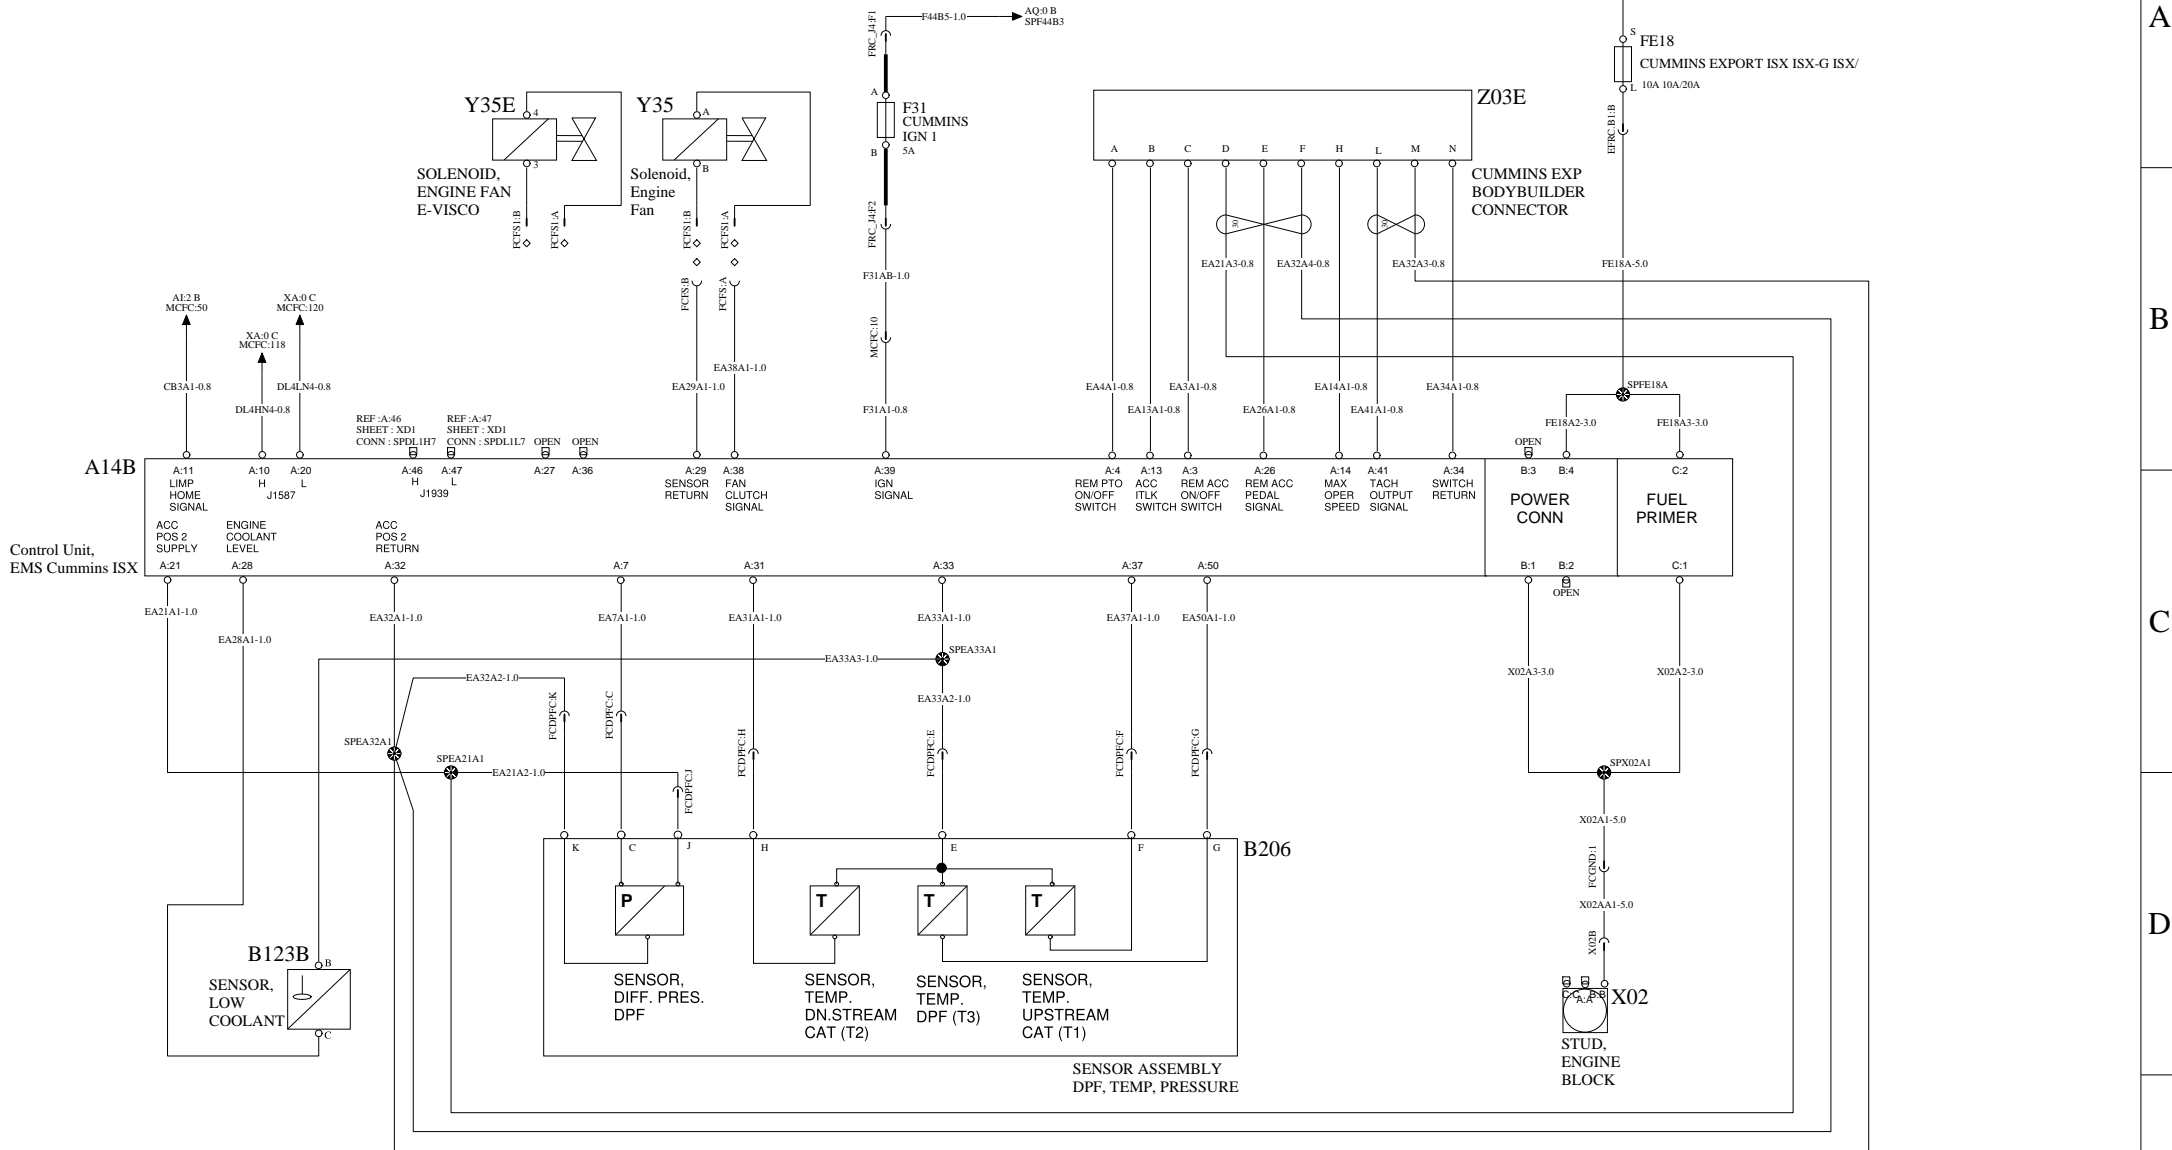 A
B
C
D
F44B5-1.0
AQ:0 B
SPF44B3
FRC_J4:F1
A
F31
CUMMINS
IGN 1
B
5A
FRC_J4:F2
F31AB-1.0
MCFC:10
F31A1-0.8
S
FE18
CUMMINS EXPORT ISX ISX-G ISX/
L
10A 10A/20A
EFRC.B1:B
FE18A-5.0
SPFE18A
FE18A2-3.0
FE18A3-3.0
Y35E
4
3
SOLENOID,
ENGINE FAN
E-VISCO
FCFS1:B
FCFS1:A
Y35
A
B
Solenoid,
Engine
Fan
FCFS1:B
FCFS1:A
FCFS:B
FCFS:A
EA38A1-1.0
EA29A1-1.0
Z03E
A B C D E F H L M N
CUMMINS EXP
BODYBUILDER
CONNECTOR
30
30
EA21A3-0.8
EA32A4-0.8
EA32A3-0.8
EA4A1-0.8
EA13A1-0.8
EA3A1-0.8
EA26A1-0.8
EA14A1-0.8
EA41A1-0.8
EA34A1-0.8
AI:2 B
MCFC:50
XA:0 C
MCFC:118
XA:0 C
MCFC:120
CB3A1-0.8
DL4HN4-0.8
DL4LN4-0.8
REF :A:46
SHEET : XD1
CONN : SPDL1H7
REF :A:47
SHEET : XD1
CONN : SPDL1L7
OPEN
OPEN
OPEN
A14B
Control Unit,
EMS Cummins ISX
A:11
LIMP
HOME
SIGNAL
A:10
H
A:20
L
J1587
A:46
H
A:47
L
J1939
A:27
A:36
A:29
SENSOR
RETURN
A:38
FAN
CLUTCH
SIGNAL
A:39
IGN
SIGNAL
A:4
REM PTO
ON/OFF
SWITCH
A:13
ACC
ITLK
SWITCH
A:3
REM ACC
ON/OFF
SWITCH
A:26
REM ACC
PEDAL
SIGNAL
A:14
MAX
OPER
SPEED
A:41
TACH
OUTPUT
SIGNAL
A:34
SWITCH
RETURN
B:3
B:4
POWER
CONN
C:2
FUEL
PRIMER
ACC
POS 2
SUPPLY
A:21
ENGINE
COOLANT
LEVEL
A:28
ACC
POS 2
RETURN
A:32
A:7
A:31
A:33
A:37
A:50
B:1
B:2
OPEN
C:1
EA21A1-1.0
EA28A1-1.0
EA32A1-1.0
EA7A1-1.0
EA31A1-1.0
EA33A1-1.0
EA37A1-1.0
EA50A1-1.0
EA33A3-1.0
SPEA33A1
EA33A2-1.0
EA32A2-1.0
SPEA32A1
SPEA21A1
EA21A2-1.0
FCDPFC:K
FCDPFC:C
FCDPFC:J
FCDPFC:H
FCDPFC:E
FCDPFC:F
FCDPFC:G
X02A3-3.0
X02A2-3.0
SPX02A1
X02A1-5.0
FCGND:1
X02AA1-5.0
X02B
C:C
A:A
B:B
X02
STUD,
ENGINE
BLOCK
B206
K C J H E F G
P
T
T
T
SENSOR,
DIFF. PRES.
DPF
SENSOR,
TEMP.
DN.STREAM
CAT (T2)
SENSOR,
TEMP.
DPF (T3)
SENSOR,
TEMP.
UPSTREAM
CAT (T1)
SENSOR ASSEMBLY
DPF, TEMP, PRESSURE
B123B
B
C
SENSOR,
LOW
COOLANT